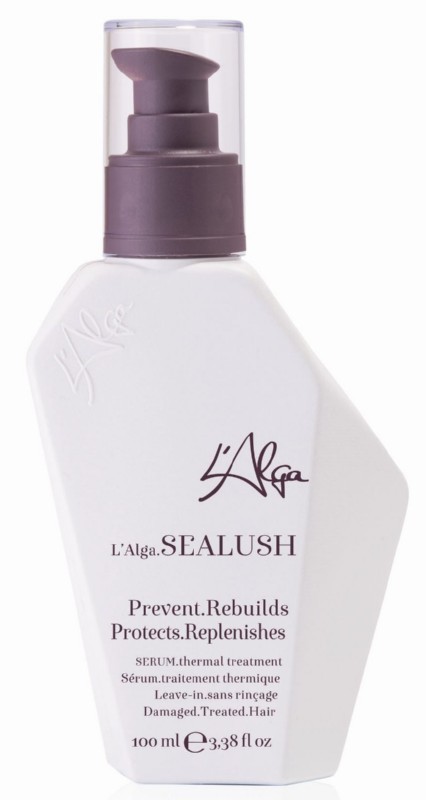 L'Alga
L'Alga
L'Alga.SEALUSH
Prevent.Rebuilds
Protects.Replenishes
SERUM.thermal treatment
Sérum.traitement thermique
Leave-in.sans rinçage
Damaged.Treated.Hair
100 ml ℮ 3,38 fl oz